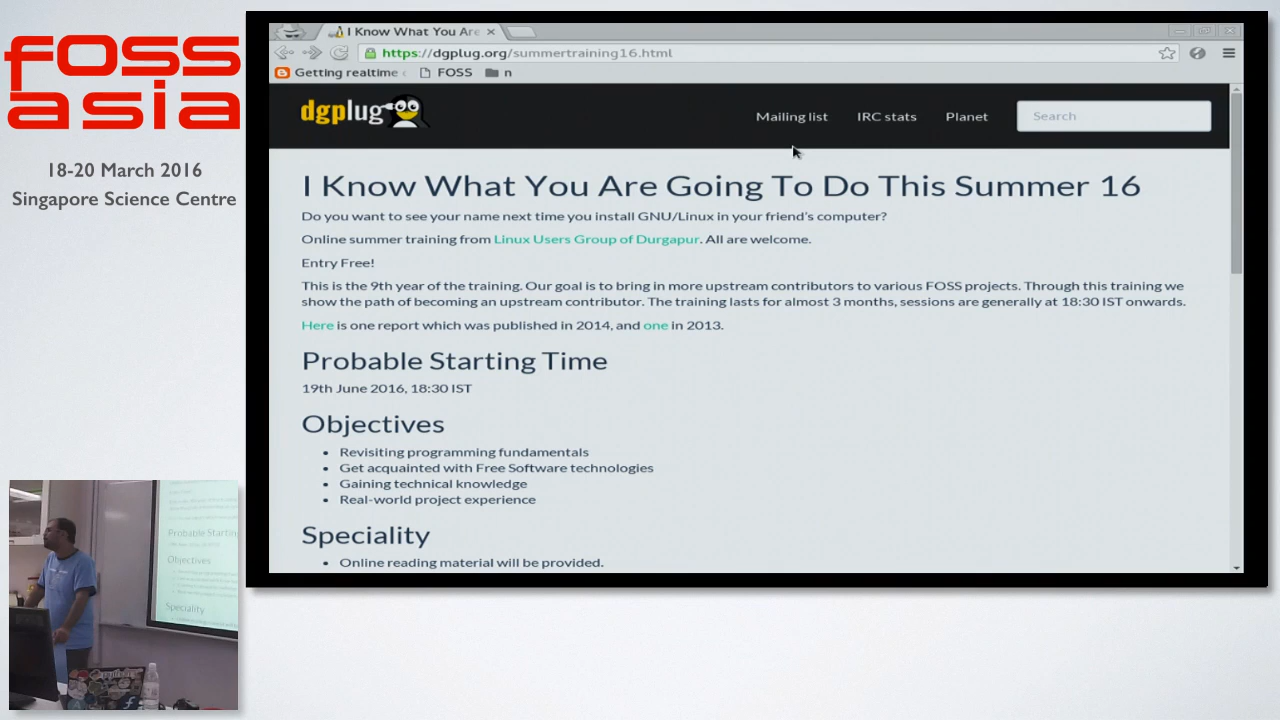 foss
asia
18-20 March 2016
Singapore Science Centre
I Know What You Are
https://dgplug.org/summertraining16.html
Getting realtime
FOSS
n
dgplug
Mailing list
IRC stats
Planet
Search
I Know What You Are Going To Do This Summer 16
Do you want to see your name next time you install GNU/Linux in your friend's computer?
Online summer training from Linux Users Group of Durgapur. All are welcome.
Entry Free!
This is the 9th year of the training. Our goal is to bring in more upstream contributors to various FOSS projects. Through this training we
show the path of becoming an upstream contributor. The training lasts for almost 3 months, sessions are generally at 18:30 IST onwards.
Here is one report which was published in 2014, and one in 2013.
Probable Starting Time
19th June 2016, 18:30 IST
Objectives
Revisiting programming fundamentals
Get acquainted with Free Software technologies
Gaining technical knowledge
Real-world project experience
Speciality
Online reading material will be provided.
Probable Starting
Objectives
Speciality